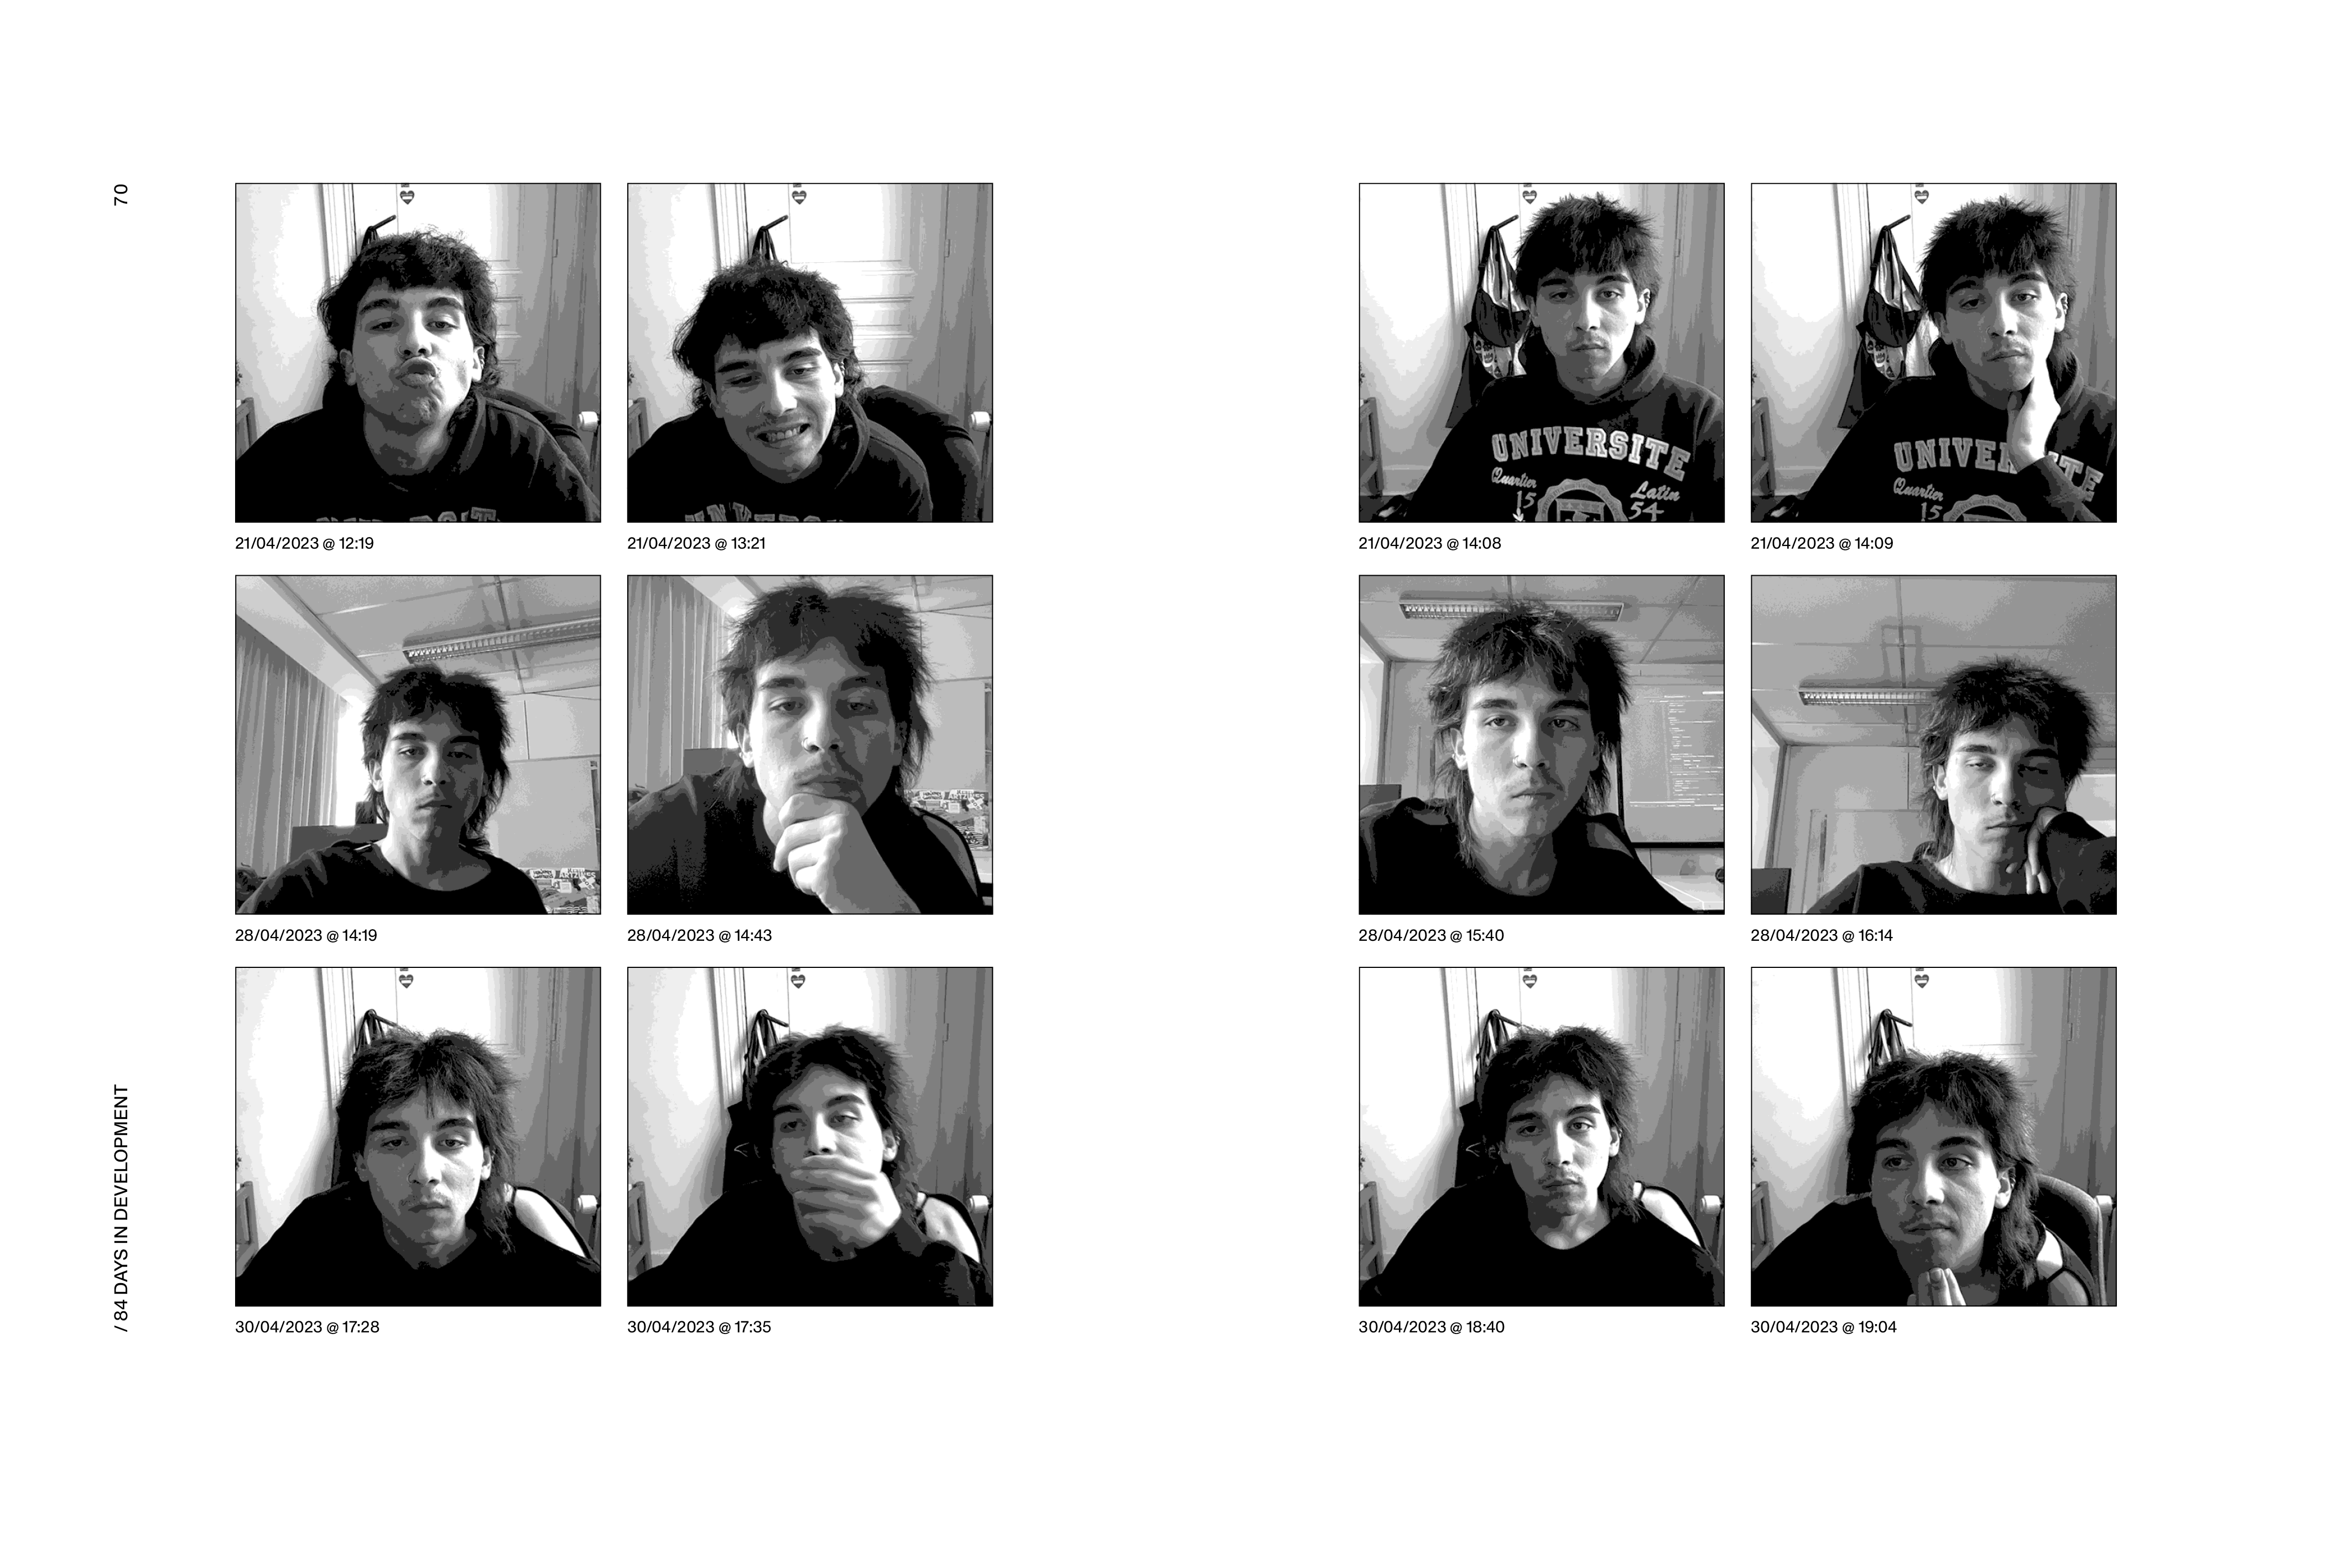 70
/ 84 DAYS IN DEVELOPMENT
UNIVERSIT
UNIVERS
21/04/2023 @ 12:19
21/04/2023 @ 13:21
UNIVERSITE
Quartier Latin
15 54
UNIVER TE
Quartier
15
21/04/2023 @ 14:08
21/04/2023 @ 14:09
28/04/2023 @ 14:19
28/04/2023 @ 14:43
28/04/2023 @ 15:40
28/04/2023 @ 16:14
30/04/2023 @ 17:28
30/04/2023 @ 17:35
30/04/2023 @ 18:40
30/04/2023 @ 19:04